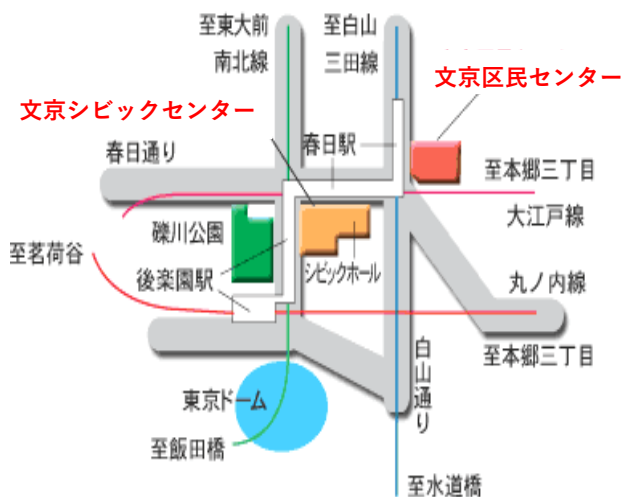 至東大前
南北線
至白山
三田線
文京区民センター
文京シビックセンター
春日駅
春日通り
至本郷三丁目
大江戸線
礫川公園
至茗荷谷
後楽園駅
シビックホール
丸ノ内線
至本郷三丁目
白山通り
東京ドーム
至飯田橋
至水道橋